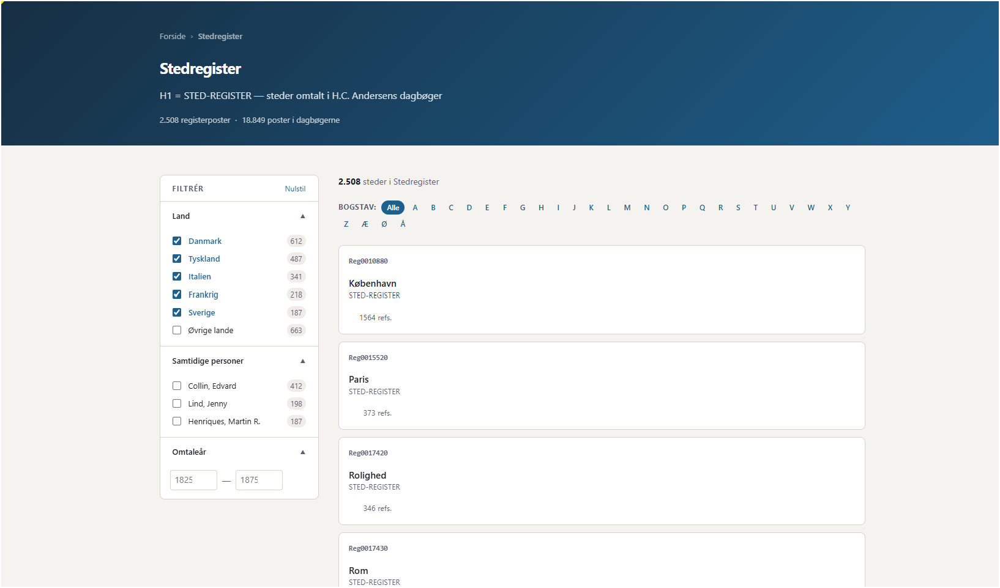 Forside › Stedregister
Stedregister
H1 = STED-REGISTER — steder omtalt i H.C. Andersens dagbøger
2.508 registerposter · 18.849 poster i dagbøgerne
FILTRÉR Nulstil
Land ▲
Danmark 612
Tyskland 487
Italien 341
Frankrig 218
Sverige 187
Øvrige lande 663
Samtidige personer ▲
Collin, Edvard 412
Lind, Jenny 198
Henriques, Martin R. 187
Omtaleår ▲
1825 — 1875
2.508 steder i Stedregister
BOGSTAV: Alle A B C D E F G H I J K L M N O P Q R S T U V W X Y
Z Æ Ø Å
Reg0010880
København
STED-REGISTER
1564 refs.
Reg0015520
Paris
STED-REGISTER
373 refs.
Reg0017420
Rolighed
STED-REGISTER
346 refs.
Reg0017430
Rom
STED-REGISTER